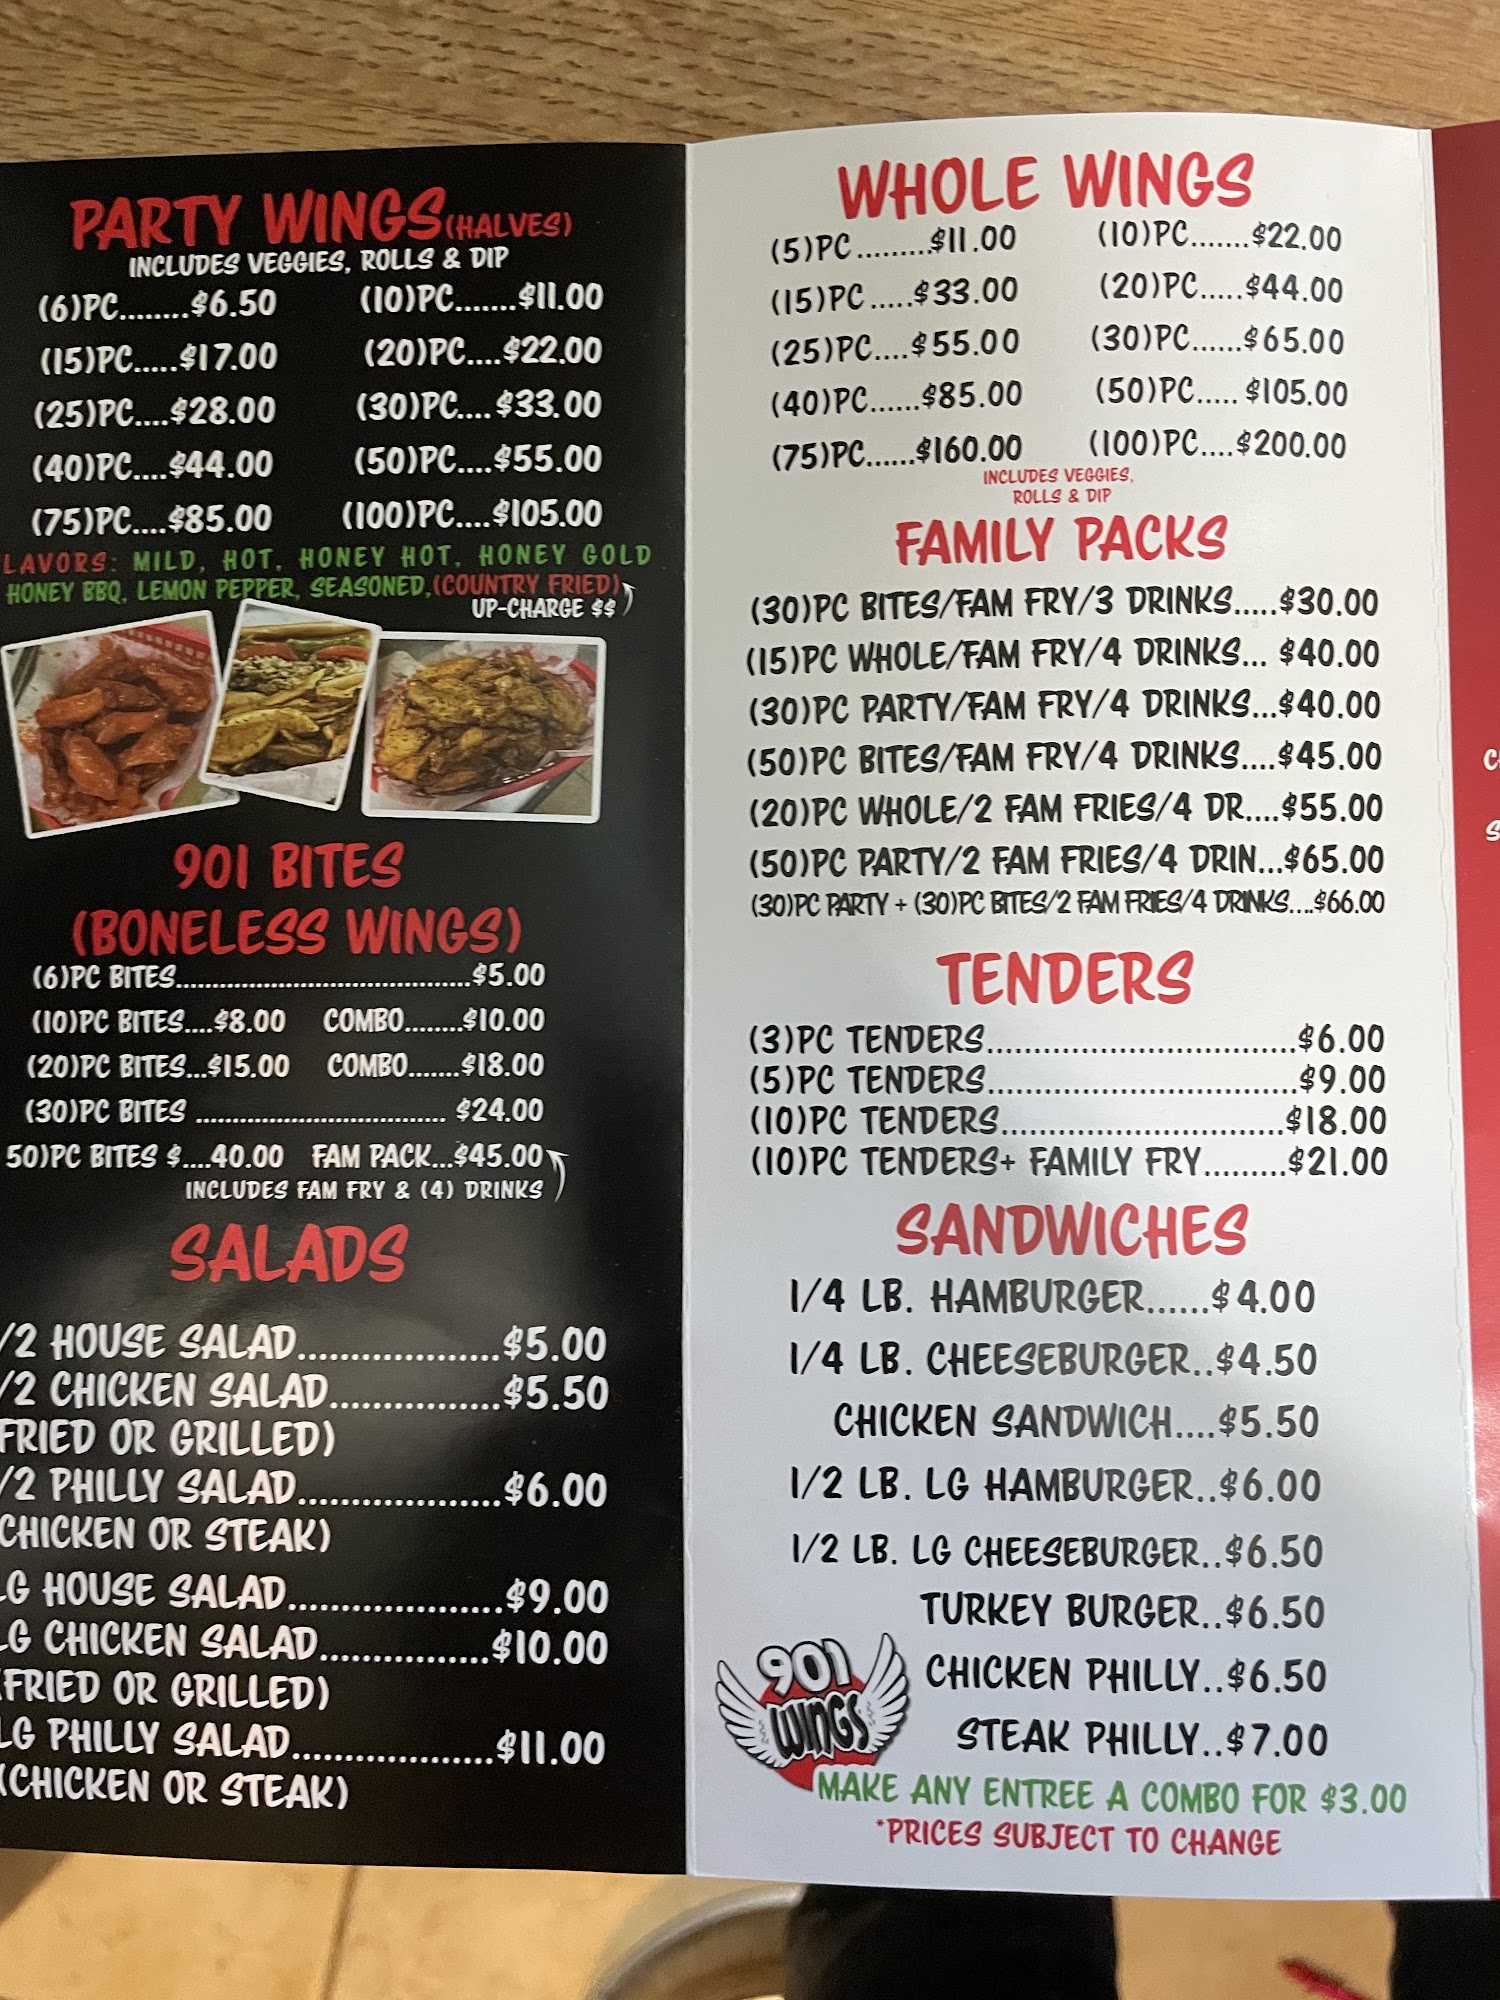 PARTY WINGS (HALVES)
INCLUDES VEGGIES, ROLLS & DIP
(6)PC........$6.50 (10)PC.......$11.00
(15)PC.....$17.00 (20)PC....$22.00
(25)PC....$28.00 (30)PC....$33.00
(40)PC....$44.00 (50)PC....$55.00
(75)PC....$85.00 (100)PC....$105.00
LAVORS: MILD, HOT, HONEY HOT, HONEY GOLD
HONEY BBQ, LEMON PEPPER, SEASONED,(COUNTRY FRIED)
UP-CHARGE $$
901 BITES
(BONELESS WINGS)
(6)PC BITES........................................$5.00
(10)PC BITES....$8.00 COMBO........$10.00
(20)PC BITES...$15.00 COMBO.......$18.00
(30)PC BITES .................................. $24.00
50)PC BITES $....40.00 FAM PACK...$45.00
INCLUDES FAM FRY & (4) DRINKS
SALADS
/2 HOUSE SALAD....................$5.00
/2 CHICKEN SALAD.................$5.50
FRIED OR GRILLED)
/2 PHILLY SALAD....................$6.00
CHICKEN OR STEAK)
LG HOUSE SALAD.....................$9.00
LG CHICKEN SALAD.................$10.00
(FRIED OR GRILLED)
LG PHILLY SALAD....................$11.00
(CHICKEN OR STEAK)
WHOLE WINGS
(5)PC.........$11.00 (10)PC.......$22.00
(15)PC.....$33.00 (20)PC.....$44.00
(25)PC....$55.00 (30)PC......$65.00
(40)PC......$85.00 (50)PC..... $105.00
(75)PC......$160.00 (100)PC....$200.00
INCLUDES VEGGIES,
ROLLS & DIP
FAMILY PACKS
(30)PC BITES/FAM FRY/3 DRINKS.....$30.00
(15)PC WHOLE/FAM FRY/4 DRINKS... $40.00
(30)PC PARTY/FAM FRY/4 DRINKS...$40.00
(50)PC BITES/FAM FRY/4 DRINKS....$45.00
(20)PC WHOLE/2 FAM FRIES/4 DR....$55.00
(50)PC PARTY/2 FAM FRIES/4 DRIN...$65.00
(30)PC PARTY + (30)PC BITES/2 FAM FRIES/4 DRINKS....$66.00
TENDERS
(3)PC TENDERS...............................$6.00
(5)PC TENDERS...............................$9.00
(10)PC TENDERS............................$18.00
(10)PC TENDERS+ FAMILY FRY.........$21.00
SANDWICHES
1/4 LB. HAMBURGER......$4.00
1/4 LB. CHEESEBURGER..$4.50
CHICKEN SANDWICH....$5.50
1/2 LB. LG HAMBURGER..$6.00
1/2 LB. LG CHEESEBURGER..$6.50
TURKEY BURGER..$6.50
CHICKEN PHILLY..$6.50
STEAK PHILLY..$7.00
901
WINGS
MAKE ANY ENTREE A COMBO FOR $3.00
*PRICES SUBJECT TO CHANGE